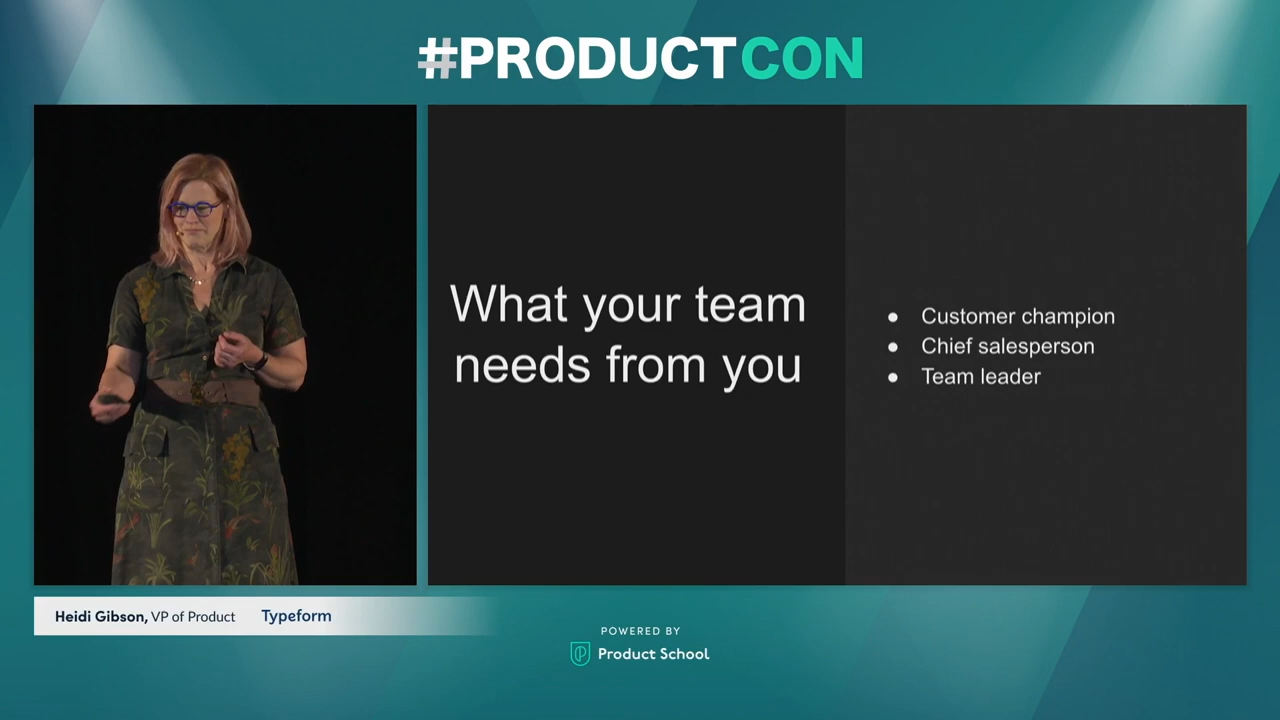 #PRODUCTCON
What your team
needs from you
● Customer champion
● Chief salesperson
● Team leader
Heidi Gibson, VP of Product Typeform
POWERED BY
Product School